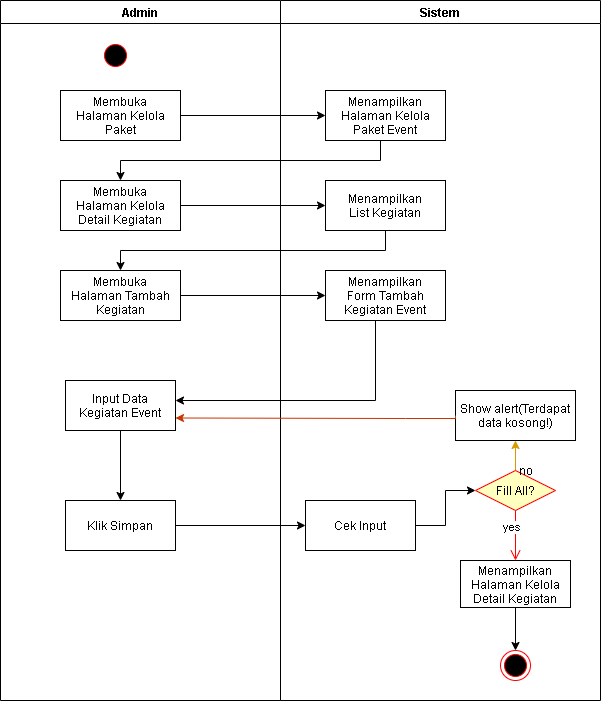 Admin
Sistem
Membuka
Halaman Kelola
Paket
Menampilkan
Halaman Kelola
Paket Event
Membuka
Halaman Kelola
Detail Kegiatan
Menampilkan
List Kegiatan
Membuka
Halaman Tambah
Kegiatan
Menampilkan
Form Tambah
Kegiatan Event
Input Data
Kegiatan Event
Show alert(Terdapat
data kosong!)
no
Fill All?
Klik Simpan
Cek Input
yes
Menampilkan
Halaman Kelola
Detail Kegiatan